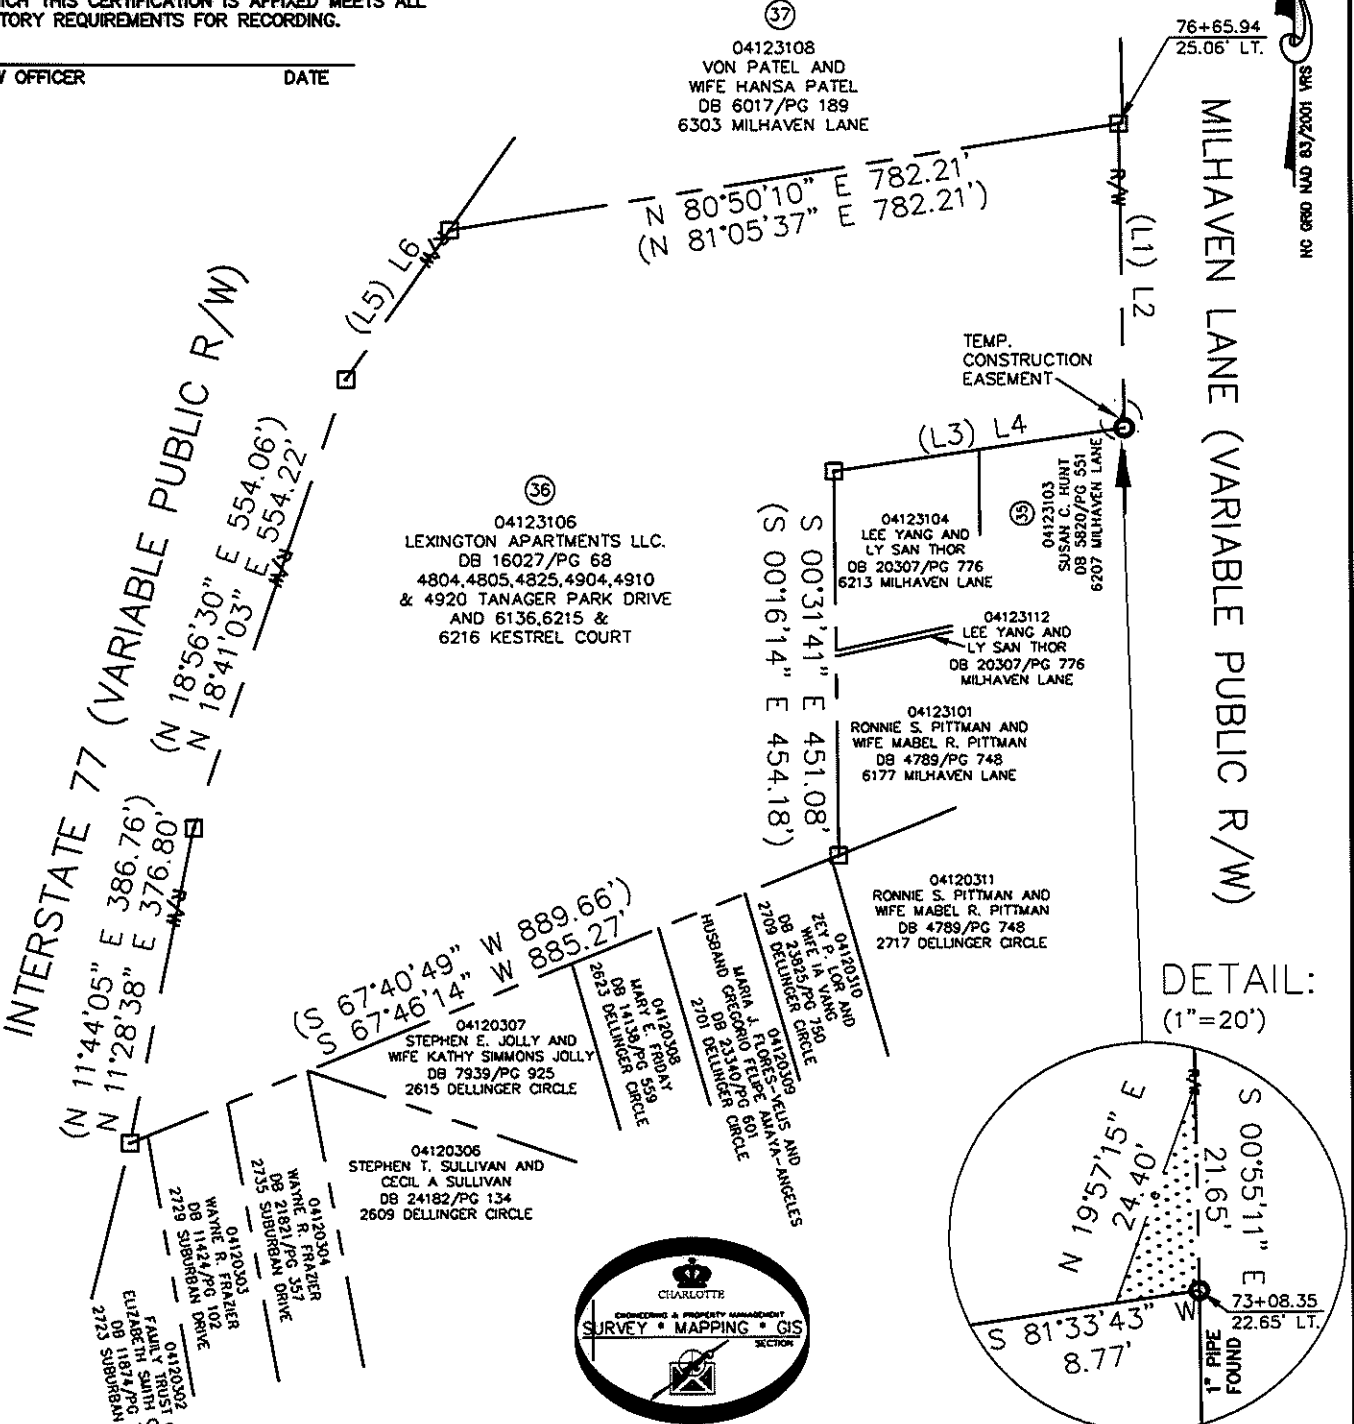 WHICH THIS CERTIFICATION IS AFFIXED MEETS ALL
TORY REQUIREMENTS FOR RECORDING.
OFFICER DATE
37
04123108
VON PATEL AND
WIFE HANSA PATEL
DB 6017/PG 189
6303 MILHAVEN LANE
76+65.94
25.06' LT.
NC GRID NAD 83/2001 VRS
N 80°50'10" E 782.21'
(N 81°05'37" E 782.21')
R/W
(L1) L2
MILHAVEN LANE (VARIABLE PUBLIC R/W)
(L5) L6
R/W
INTERSTATE 77 (VARIABLE PUBLIC R/W)
TEMP.
CONSTRUCTION
EASEMENT
(L3) L4
(N 18°56'30" E 554.06')
N 18°41'03" E 554.22'
R/W
36
04123106
LEXINGTON APARTMENTS LLC.
DB 16027/PG 68
4804,4805,4825,4904,4910
& 4920 TANAGER PARK DRIVE
AND 6136,6215 &
6216 KESTREL COURT
S 00°31'41" E 451.08'
(S 00°16'14" E 454.18')
04123104
LEE YANG AND
LY SAN THOR
DB 20307/PG 776
6213 MILHAVEN LANE
35
04123103
SUSAN C. HUNT
DB 5820/PG 551
6207 MILHAVEN LANE
04123112
LEE YANG AND
LY SAN THOR
DB 20307/PG 776
MILHAVEN LANE
04123101
RONNIE S. PITTMAN AND
WIFE MABEL R. PITTMAN
DB 4789/PG 748
6177 MILHAVEN LANE
04120311
RONNIE S. PITTMAN AND
WIFE MABEL R. PITTMAN
DB 4789/PG 748
2717 DELLINGER CIRCLE
(N 11°44'05" E 386.76')
N 11°28'38" E 376.80'
R/W
(S 67°40'49" W 889.66')
S 67°46'14" W 885.27'
04120310
ZEY P. LOR AND
WIFE IA VANG
DB 23825/PG 750
2709 DELLINGER CIRCLE
04120309
MARIA J. FLORES-VELIS AND
HUSBAND GREGORIO FELIPE AMAYA-ANGELES
DB 23340/PG 601
2701 DELLINGER CIRCLE
04120308
MARY E. FRIDAY
DB 14138/PG 559
2623 DELLINGER CIRCLE
04120307
STEPHEN E. JOLLY AND
WIFE KATHY SIMMONS JOLLY
DB 7939/PG 925
2615 DELLINGER CIRCLE
04120306
STEPHEN T. SULLIVAN AND
CECIL A SULLIVAN
DB 24182/PG 134
2609 DELLINGER CIRCLE
04120304
WAYNE R. FRAZIER
DB 21821/PG 357
2735 SUBURBAN DRIVE
04120303
WAYNE R. FRAZIER
DB 11424/PG 102
2729 SUBURBAN DRIVE
04120302
FAMILY TRUST
ELIZABETH SMITH
DB 11874/PG
2723 SUBURBAN
DETAIL:
(1"=20')
N 19°57'15" E
24.40'
R/W
S 00°55'11" E
21.65'
S 81°33'43" W
8.77'
73+08.35
22.65' LT.
1" PIPE
FOUND
CHARLOTTE
ENGINEERING & PROPERTY MANAGEMENT
SURVEY * MAPPING * GIS
SECTION